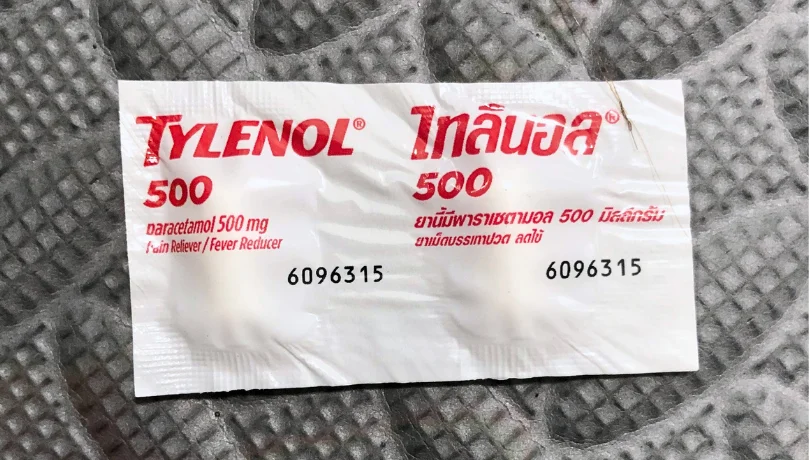 TYLENOL®
500
paracetamol 500 mg
Pain Reliever / Fever Reducer
6096315
ไทลินอล®
500
ยานี้มีพาราเซตามอล 500 มิลลิกรัม
ยาเม็ดบรรเทาปวด ลดไข้
6096315